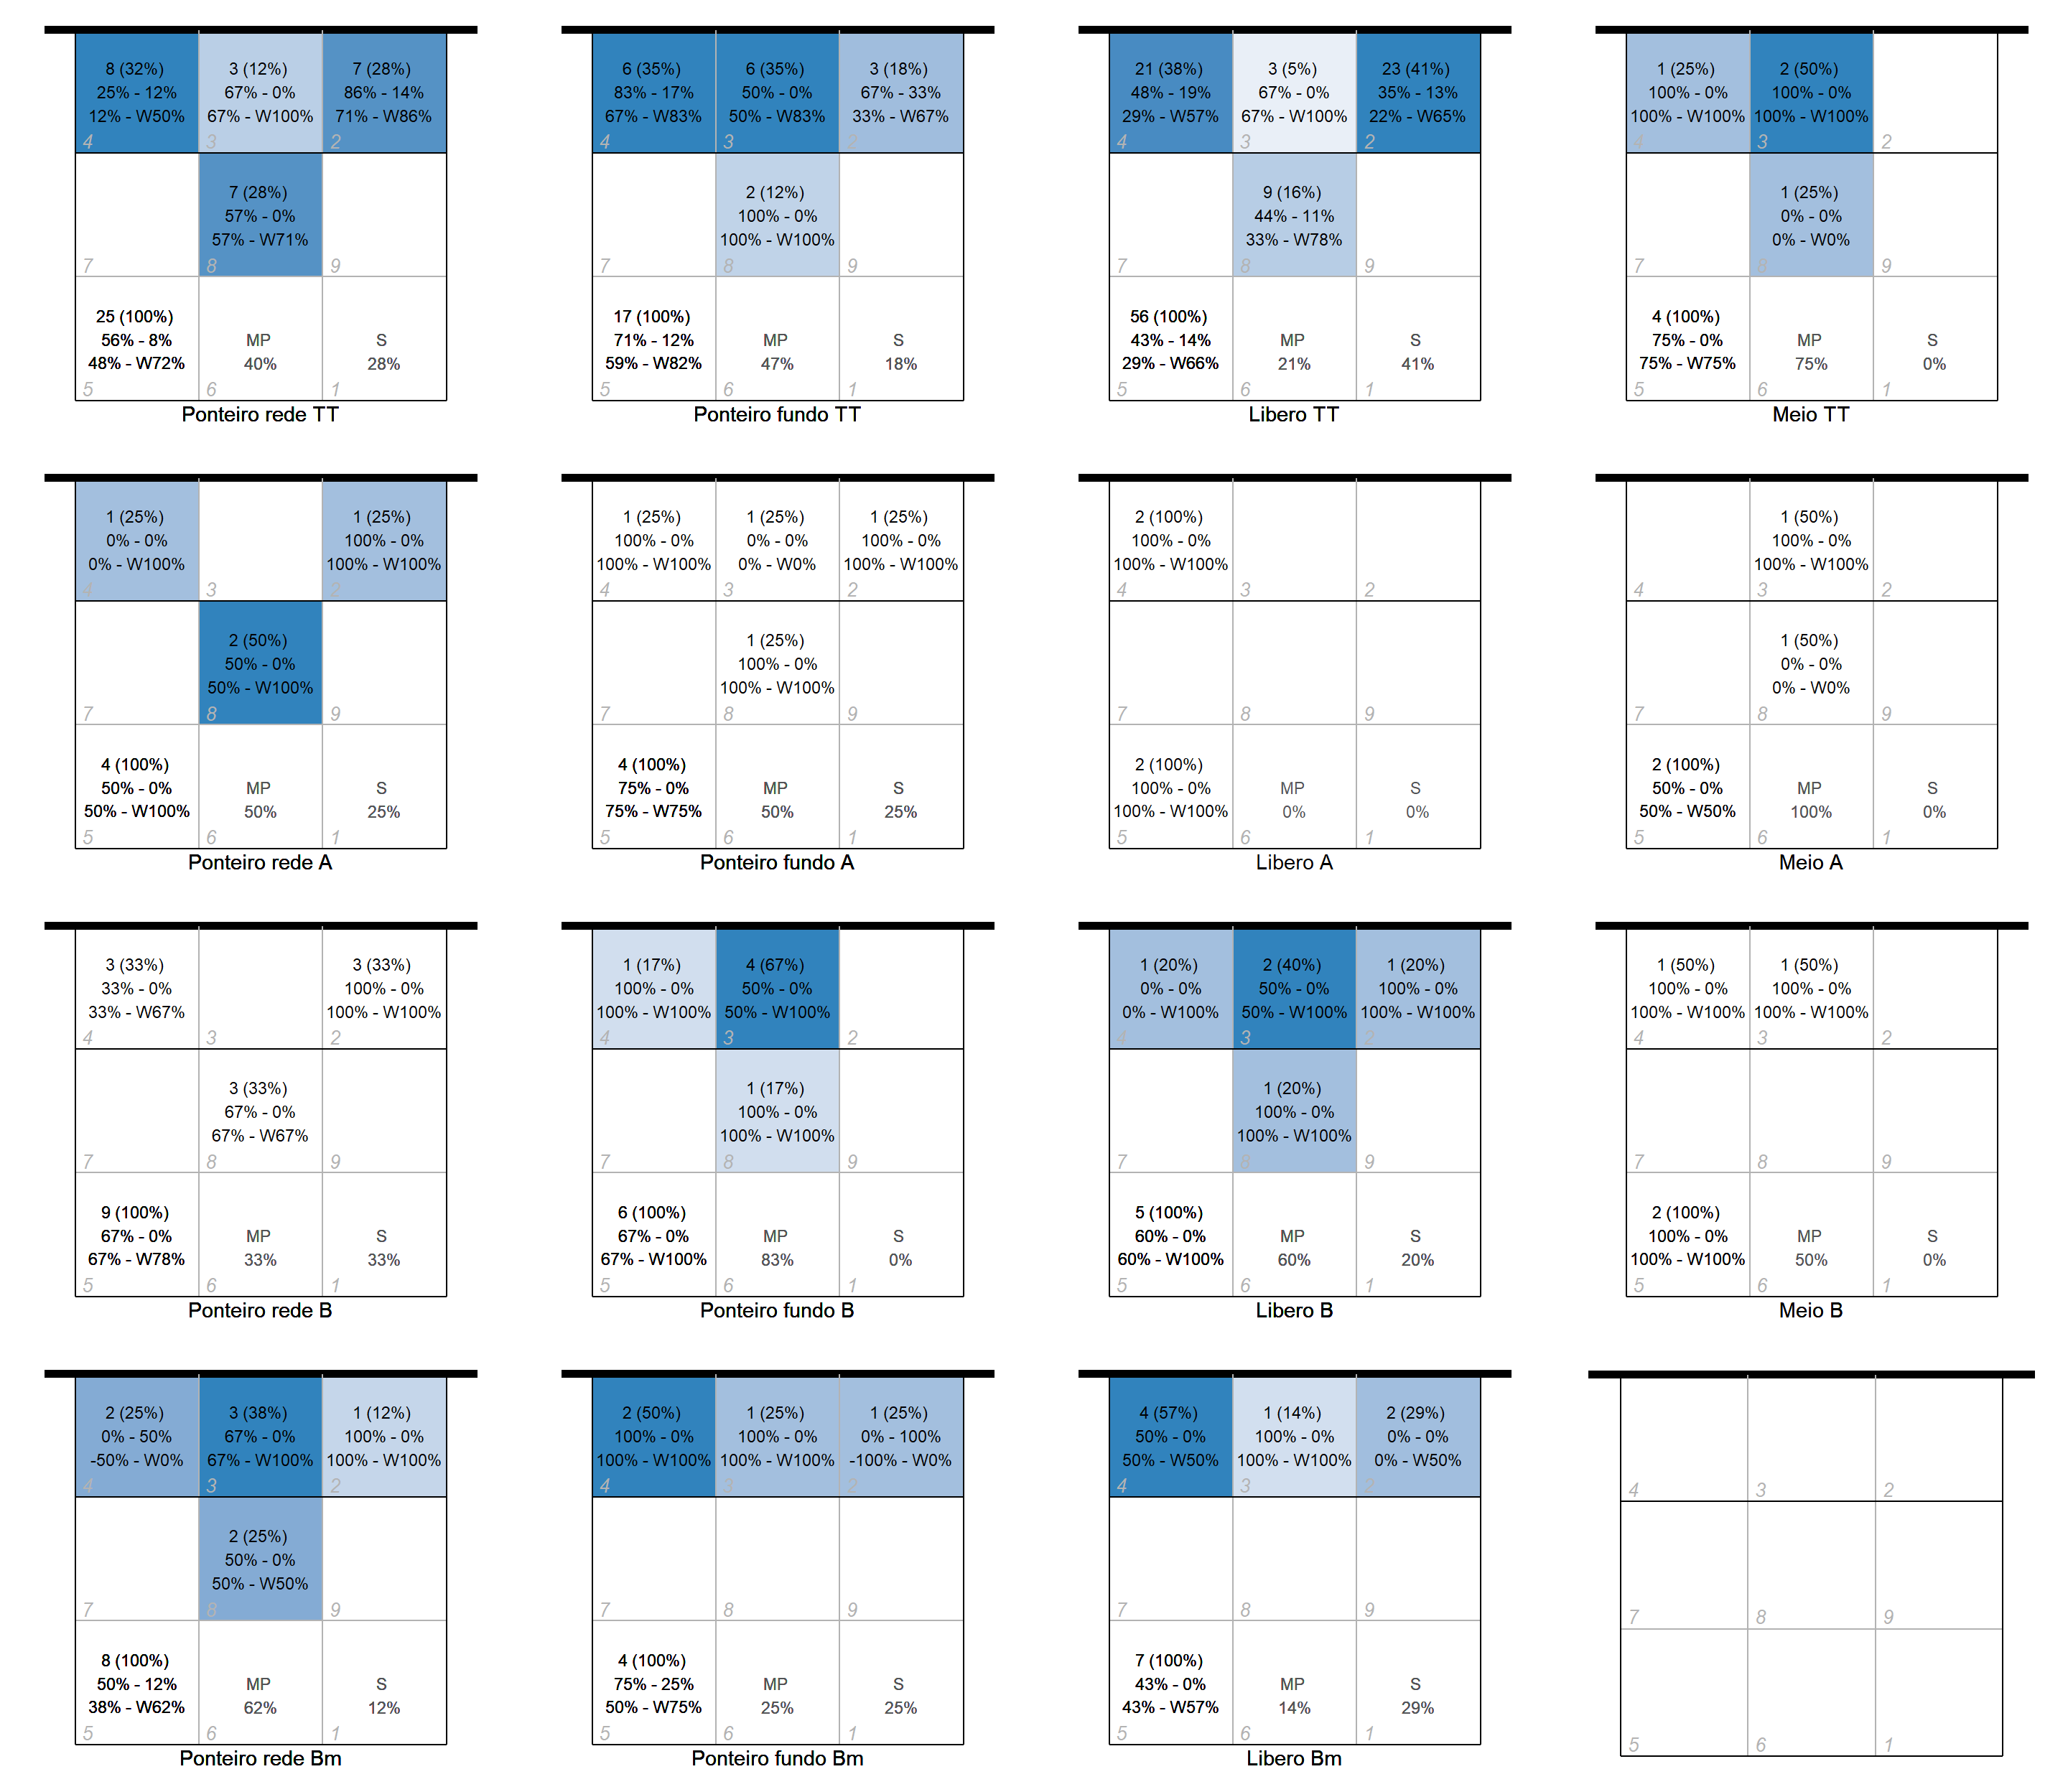 8 (32%)
25% - 12%
12% - W50%
4
3 (12%)
67% - 0%
67% - W100%
3
7 (28%)
86% - 14%
71% - W86%
2
7
7 (28%)
57% - 0%
57% - W71%
8
9
25 (100%)
56% - 8%
48% - W72%
5
MP
40%
6
S
28%
1
Ponteiro rede TT
6 (35%)
83% - 17%
67% - W83%
4
6 (35%)
50% - 0%
50% - W83%
3
3 (18%)
67% - 33%
33% - W67%
2
7
2 (12%)
100% - 0%
100% - W100%
8
9
17 (100%)
71% - 12%
59% - W82%
5
MP
47%
6
S
18%
1
Ponteiro fundo TT
21 (38%)
48% - 19%
29% - W57%
4
3 (5%)
67% - 0%
67% - W100%
3
23 (41%)
35% - 13%
22% - W65%
2
7
9 (16%)
44% - 11%
33% - W78%
8
9
56 (100%)
43% - 14%
29% - W66%
5
MP
21%
6
S
41%
1
Libero TT
1 (25%)
100% - 0%
100% - W100%
4
2 (50%)
100% - 0%
100% - W100%
3
2
7
1 (25%)
0% - 0%
0% - W0%
8
9
4 (100%)
75% - 0%
75% - W75%
5
MP
75%
6
S
0%
1
Meio TT
1 (25%)
0% - 0%
0% - W100%
4
3
1 (25%)
100% - 0%
100% - W100%
2
7
2 (50%)
50% - 0%
50% - W100%
8
9
4 (100%)
50% - 0%
50% - W100%
5
MP
50%
6
S
25%
1
Ponteiro rede A
1 (25%)
100% - 0%
100% - W100%
4
1 (25%)
0% - 0%
0% - W0%
3
1 (25%)
100% - 0%
100% - W100%
2
7
1 (25%)
100% - 0%
100% - W100%
8
9
4 (100%)
75% - 0%
75% - W75%
5
MP
50%
6
S
25%
1
Ponteiro fundo A
2 (100%)
100% - 0%
100% - W100%
4
3
2
7
8
9
2 (100%)
100% - 0%
100% - W100%
5
MP
0%
6
S
0%
1
Libero A
4
1 (50%)
100% - 0%
100% - W100%
3
2
7
1 (50%)
0% - 0%
0% - W0%
8
9
2 (100%)
50% - 0%
50% - W50%
5
MP
100%
6
S
0%
1
Meio A
3 (33%)
33% - 0%
33% - W67%
4
3
3 (33%)
100% - 0%
100% - W100%
2
7
3 (33%)
67% - 0%
67% - W67%
8
9
9 (100%)
67% - 0%
67% - W78%
5
MP
33%
6
S
33%
1
Ponteiro rede B
1 (17%)
100% - 0%
100% - W100%
4
4 (67%)
50% - 0%
50% - W100%
3
2
7
1 (17%)
100% - 0%
100% - W100%
8
9
6 (100%)
67% - 0%
67% - W100%
5
MP
83%
6
S
0%
1
Ponteiro fundo B
1 (20%)
0% - 0%
0% - W100%
4
2 (40%)
50% - 0%
50% - W100%
3
1 (20%)
100% - 0%
100% - W100%
2
7
1 (20%)
100% - 0%
100% - W100%
8
9
5 (100%)
60% - 0%
60% - W100%
5
MP
60%
6
S
20%
1
Libero B
1 (50%)
100% - 0%
100% - W100%
4
1 (50%)
100% - 0%
100% - W100%
3
2
7
8
9
2 (100%)
100% - 0%
100% - W100%
5
MP
50%
6
S
0%
1
Meio B
2 (25%)
0% - 50%
-50% - W0%
4
3 (38%)
67% - 0%
67% - W100%
3
1 (12%)
100% - 0%
100% - W100%
2
7
2 (25%)
50% - 0%
50% - W50%
8
9
8 (100%)
50% - 12%
38% - W62%
5
MP
62%
6
S
12%
1
Ponteiro rede Bm
2 (50%)
100% - 0%
100% - W100%
4
1 (25%)
100% - 0%
100% - W100%
3
1 (25%)
0% - 100%
-100% - W0%
2
7
8
9
4 (100%)
75% - 25%
50% - W75%
5
MP
25%
6
S
25%
1
Ponteiro fundo Bm
4 (57%)
50% - 0%
50% - W50%
4
1 (14%)
100% - 0%
100% - W100%
3
2 (29%)
0% - 0%
0% - W50%
2
7
8
9
7 (100%)
43% - 0%
43% - W57%
5
MP
14%
6
S
29%
1
Libero Bm
4
3
2
7
8
9
5
6
1